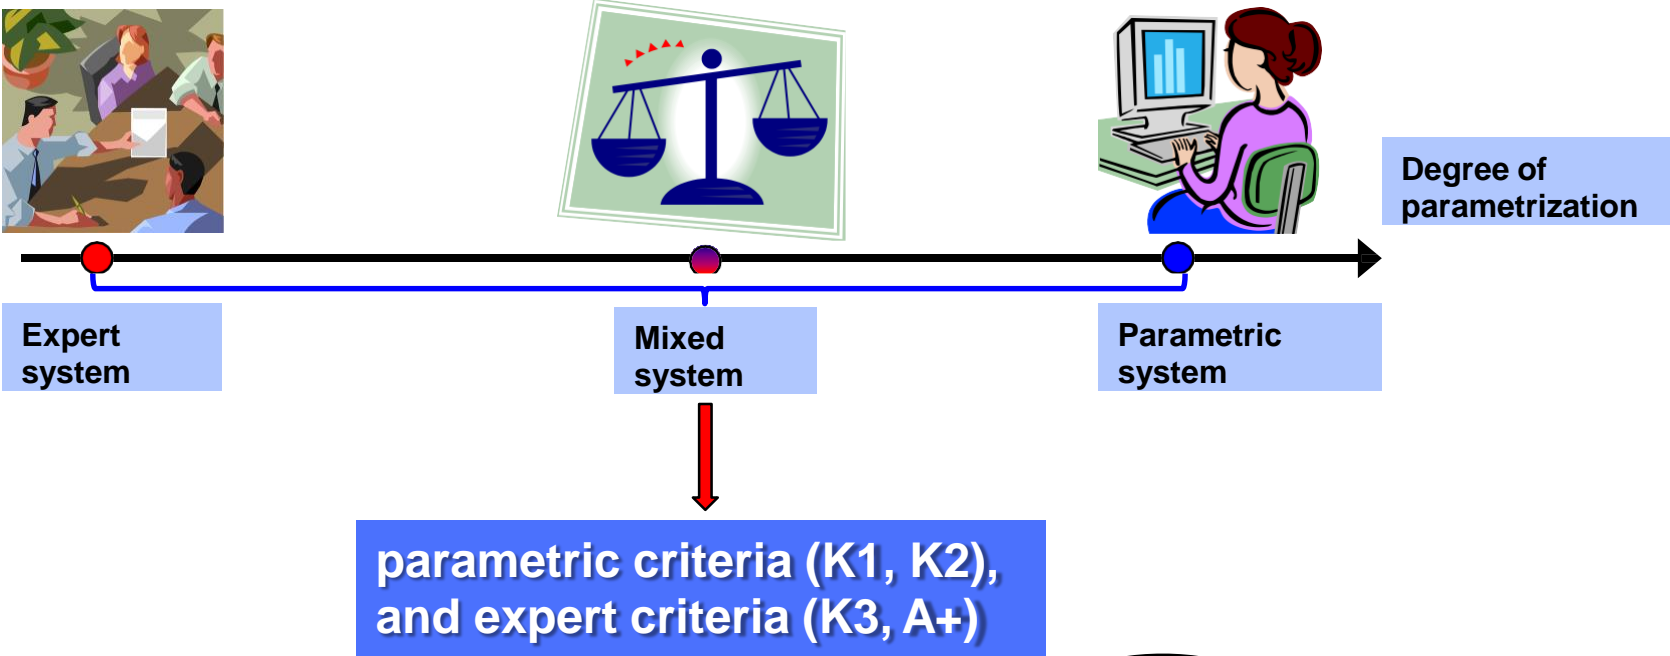 Degree of
parametrization
Expert
system
Mixed
system
Parametric
system
parametric criteria (K1, K2),
and expert criteria (K3, A+)